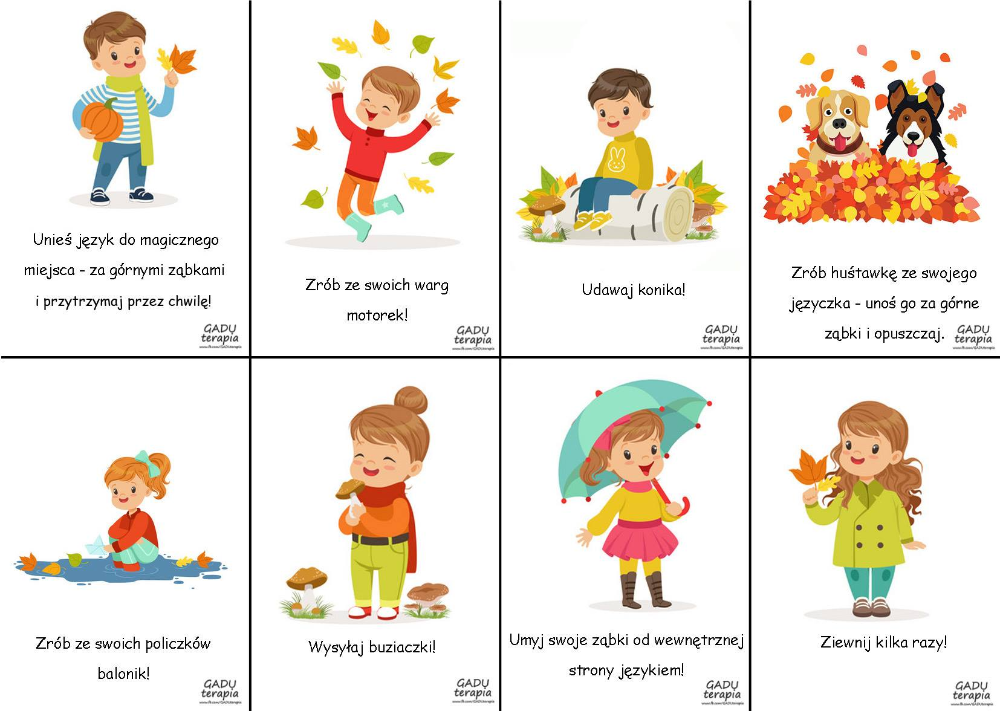 Unieś język do magicznego
miejsca - za górnymi ząbkami
i przytrzymaj przez chwilę!
GADU
terapia
www.fb.com/GADUterapia
Zrób ze swoich warg
motorek!
GADU
terapia
www.fb.com/GADUterapia
Udawaj konika!
GADU
terapia
www.fb.com/GADUterapia
Zrób huśtawkę ze swojego
języczka - unoś go za górne
ząbki i opuszczaj.
GADU
terapia
www.fb.com/GADUterapia
Zrób ze swoich policzków
balonik!
GADU
terapia
www.fb.com/GADUterapia
Wysyłaj buziaczki!
GADU
terapia
www.fb.com/GADUterapia
Umyj swoje ząbki od wewnętrznej
strony językiem!
GADU
terapia
www.fb.com/GADUterapia
Ziewnij kilka razy!
GADU
terapia
www.fb.com/GADUterapia